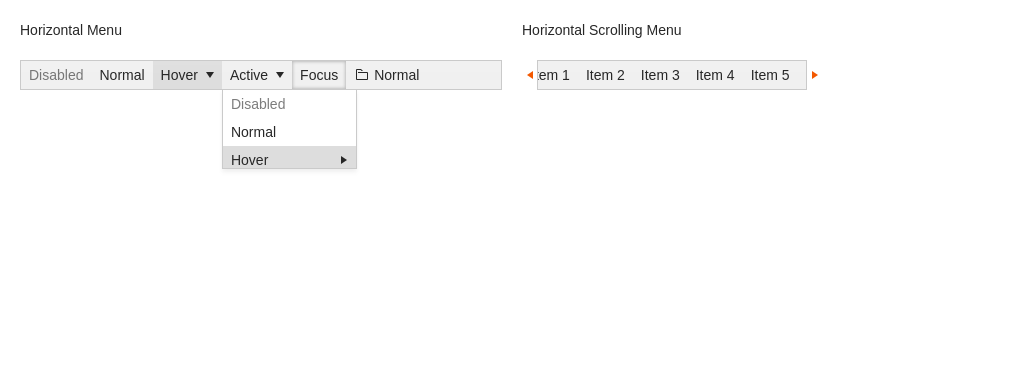 Horizontal Menu
Disabled Normal Hover Active Focus Normal
Disabled
Normal
Hover
Horizontal Scrolling Menu
em 1 Item 2 Item 3 Item 4 Item 5